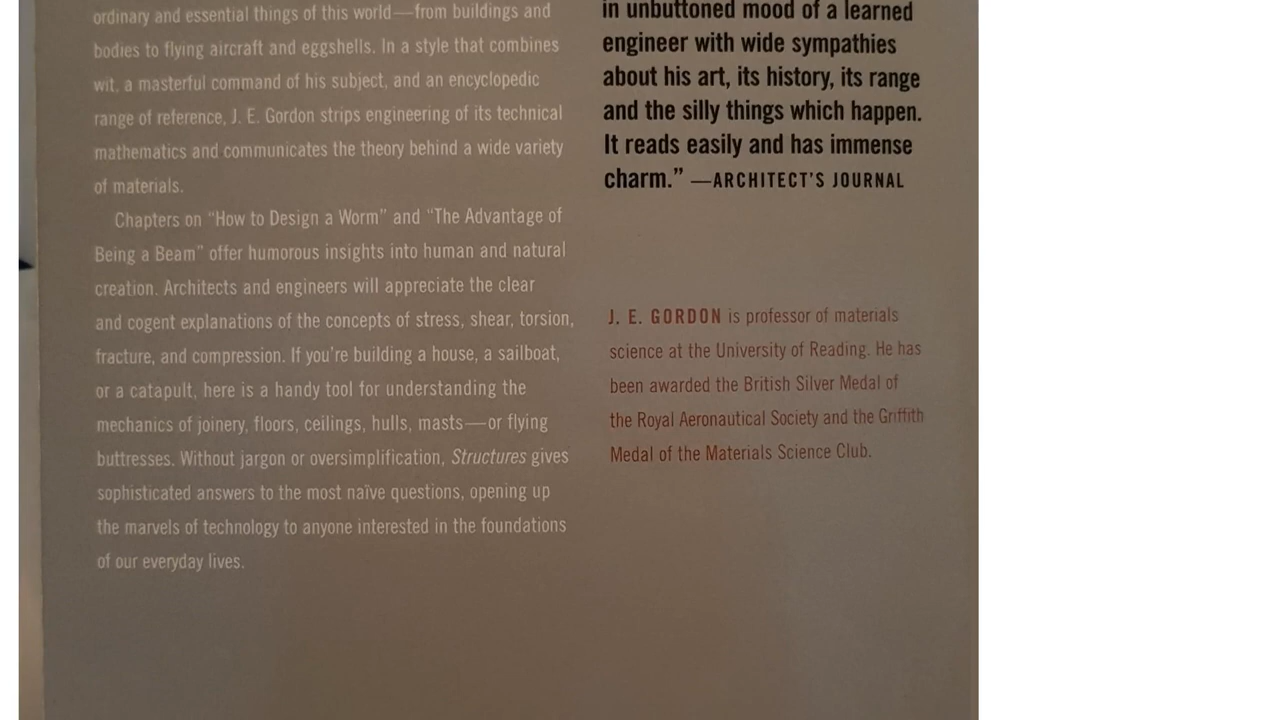 ordinary and essential things of this world—from buildings and
bodies to flying aircraft and eggshells. In a style that combines
wit, a masterful command of his subject, and an encyclopedic
range of reference, J. E. Gordon strips engineering of its technical
mathematics and communicates the theory behind a wide variety
of materials.
Chapters on “How to Design a Worm” and “The Advantage of
Being a Beam” offer humorous insights into human and natural
creation. Architects and engineers will appreciate the clear
and cogent explanations of the concepts of stress, shear, torsion,
fracture, and compression. If you're building a house, a sailboat,
or a catapult, here is a handy tool for understanding the
mechanics of joinery, floors, ceilings, hulls, masts—or flying
buttresses. Without jargon or oversimplification, Structures gives
sophisticated answers to the most naïve questions, opening up
the marvels of technology to anyone interested in the foundations
of our everyday lives.
in unbuttoned mood of a learned
engineer with wide sympathies
about his art, its history, its range
and the silly things which happen.
It reads easily and has immense
charm.” —ARCHITECT'S JOURNAL
J. E. GORDON is professor of materials
science at the University of Reading. He has
been awarded the British Silver Medal of
the Royal Aeronautical Society and the Griffith
Medal of the Materials Science Club.